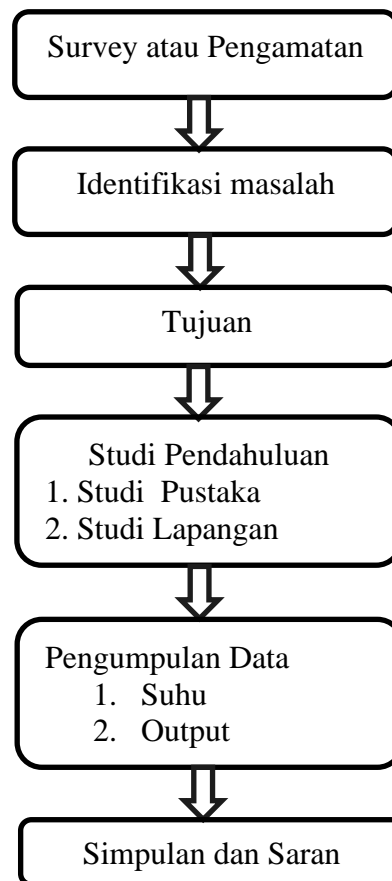 Survey atau Pengamatan
Identifikasi masalah
Tujuan
Studi Pendahuluan
1. Studi Pustaka
2. Studi Lapangan
Pengumpulan Data
1. Suhu
2. Output
Simpulan dan Saran